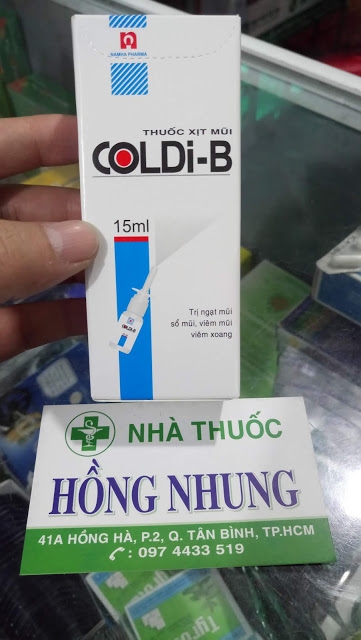 n
NAMHA PHARMA
THUỐC XỊT MŨI
COLDi-B
15ml
COLDi-B
Trị ngạt mũi
sổ mũi, viêm mũi
viêm xoang
NHÀ THUỐC
HỒNG NHUNG
41A HỒNG HÀ, P.2, Q. TÂN BÌNH, TP.HCM
: 097 4433 519